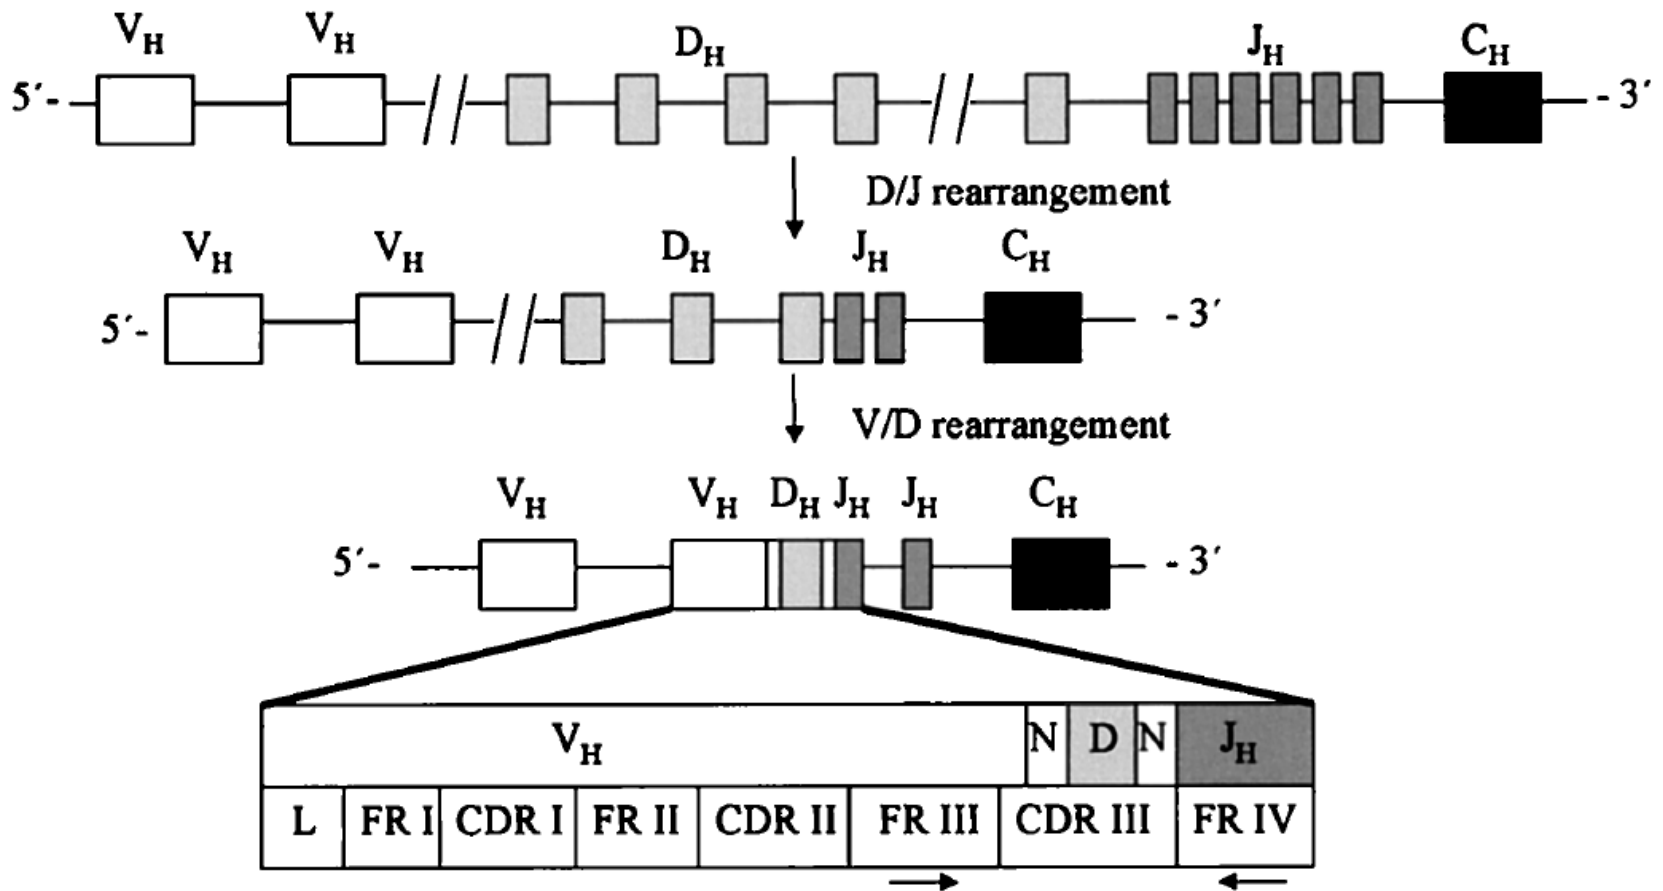 V_H V_H D_H J_H C_H
5´- - 3´
D/J rearrangement
V_H V_H D_H J_H C_H
5´- - 3´
V/D rearrangement
V_H V_H D_H J_H J_H C_H
5´- - 3´
V_H N D N J_H
L FR I CDR I FR II CDR II FR III CDR III FR IV